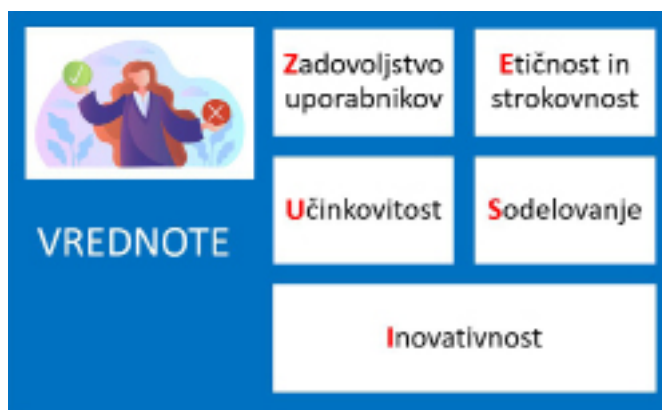 VREDNOTE
Zadovoljstvo
uporabnikov
Etičnost in
strokovnost
Učinkovitost
Sodelovanje
Inovativnost